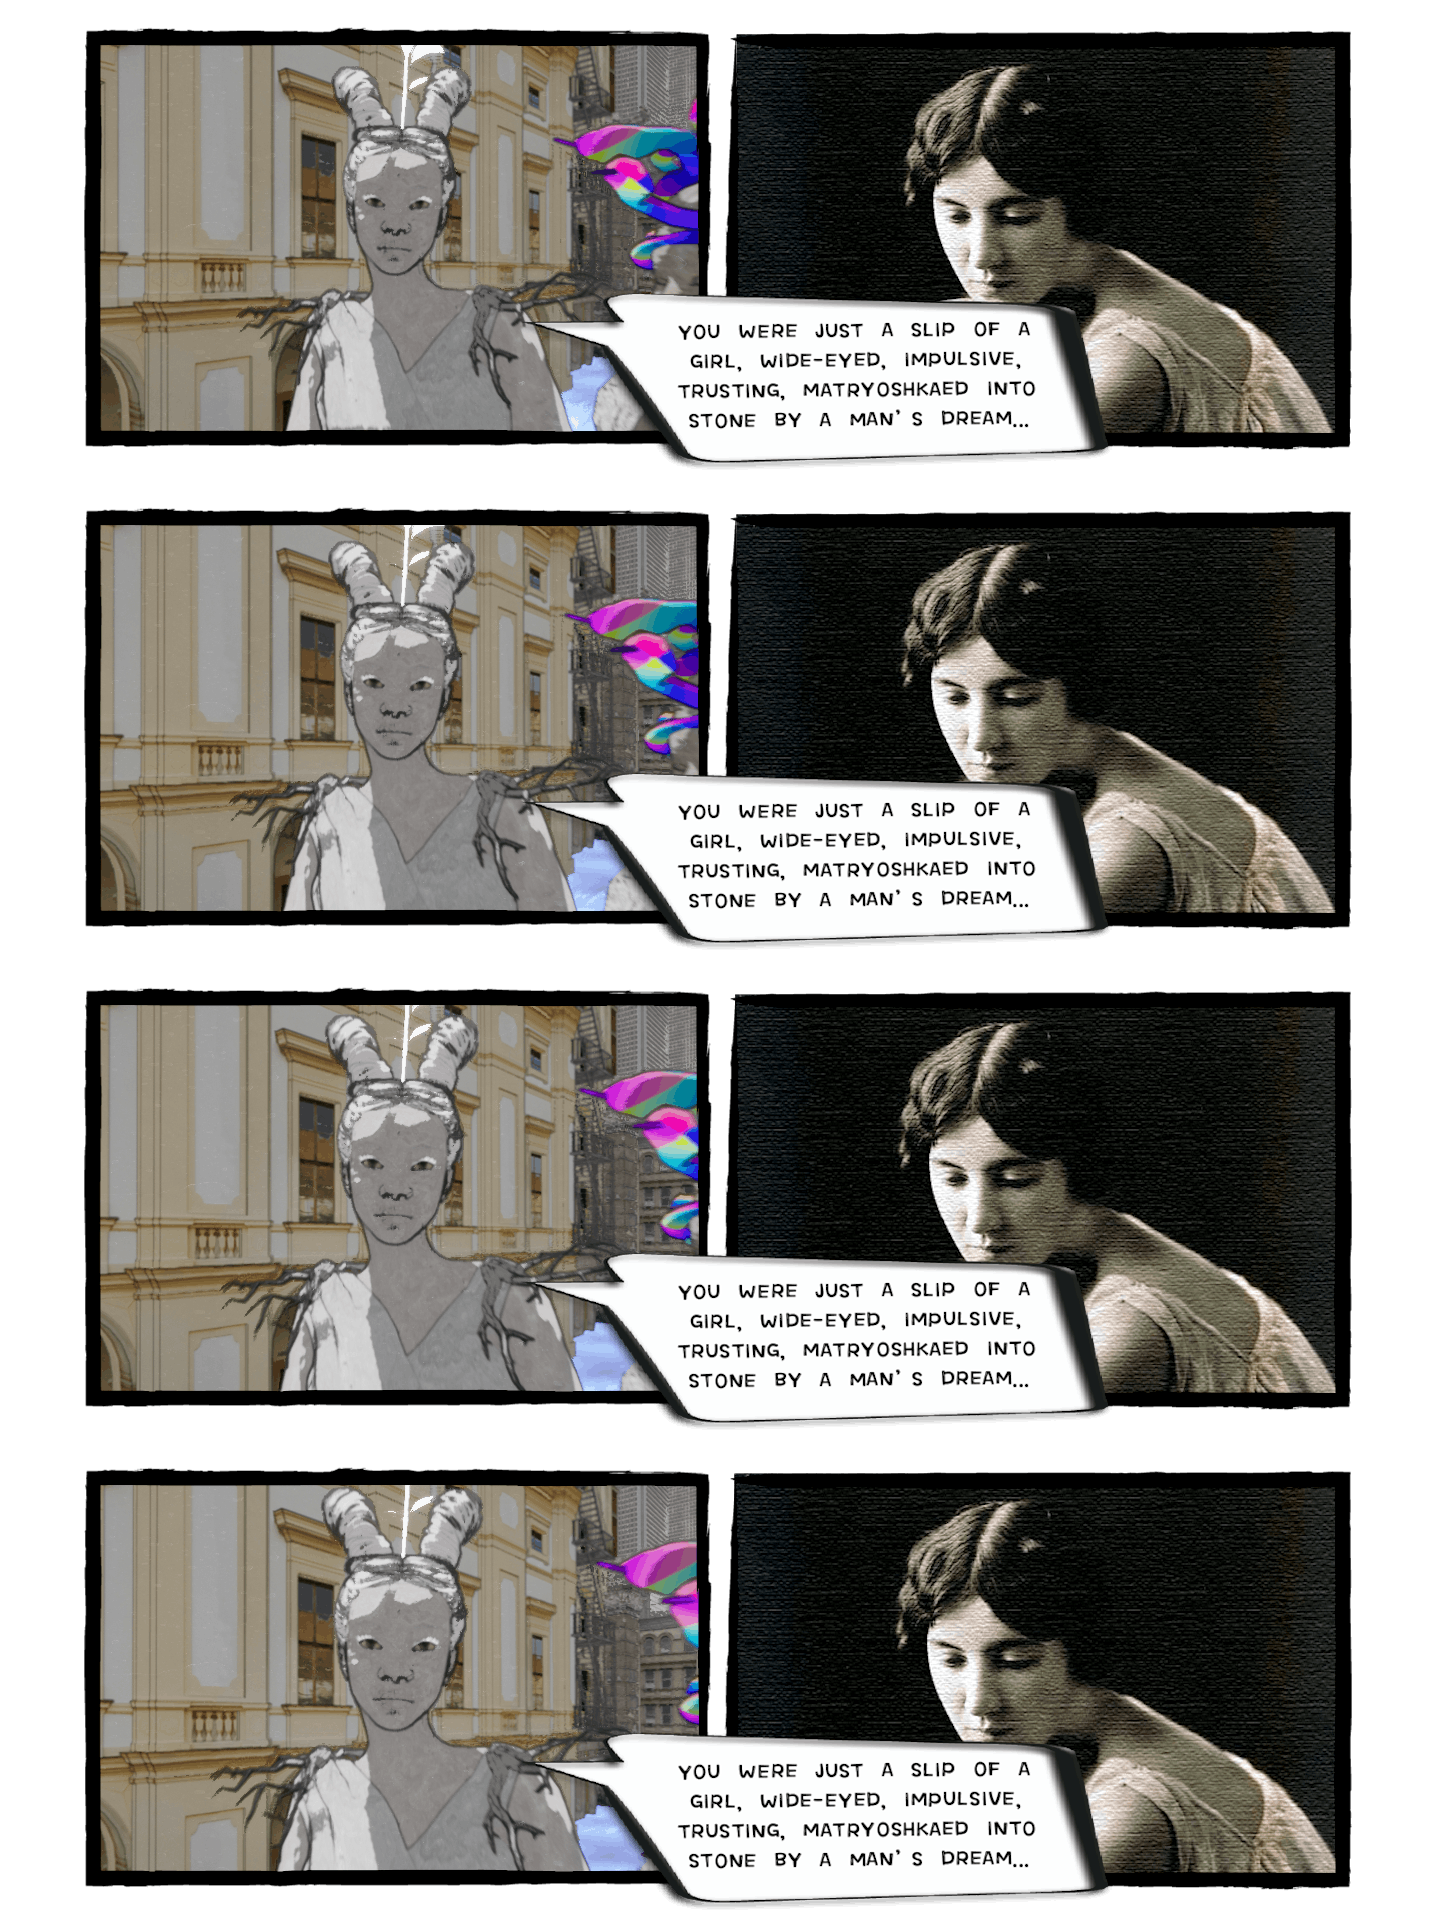 YOU WERE JUST A SLIP OF A
GIRL, WIDE-EYED, IMPULSIVE,
TRUSTING, MATRYOSHKAED INTO
STONE BY A MAN'S DREAM...
YOU WERE JUST A SLIP OF A
GIRL, WIDE-EYED, IMPULSIVE,
TRUSTING, MATRYOSHKAED INTO
STONE BY A MAN'S DREAM...
YOU WERE JUST A SLIP OF A
GIRL, WIDE-EYED, IMPULSIVE,
TRUSTING, MATRYOSHKAED INTO
STONE BY A MAN'S DREAM...
YOU WERE JUST A SLIP OF A
GIRL, WIDE-EYED, IMPULSIVE,
TRUSTING, MATRYOSHKAED INTO
STONE BY A MAN'S DREAM...